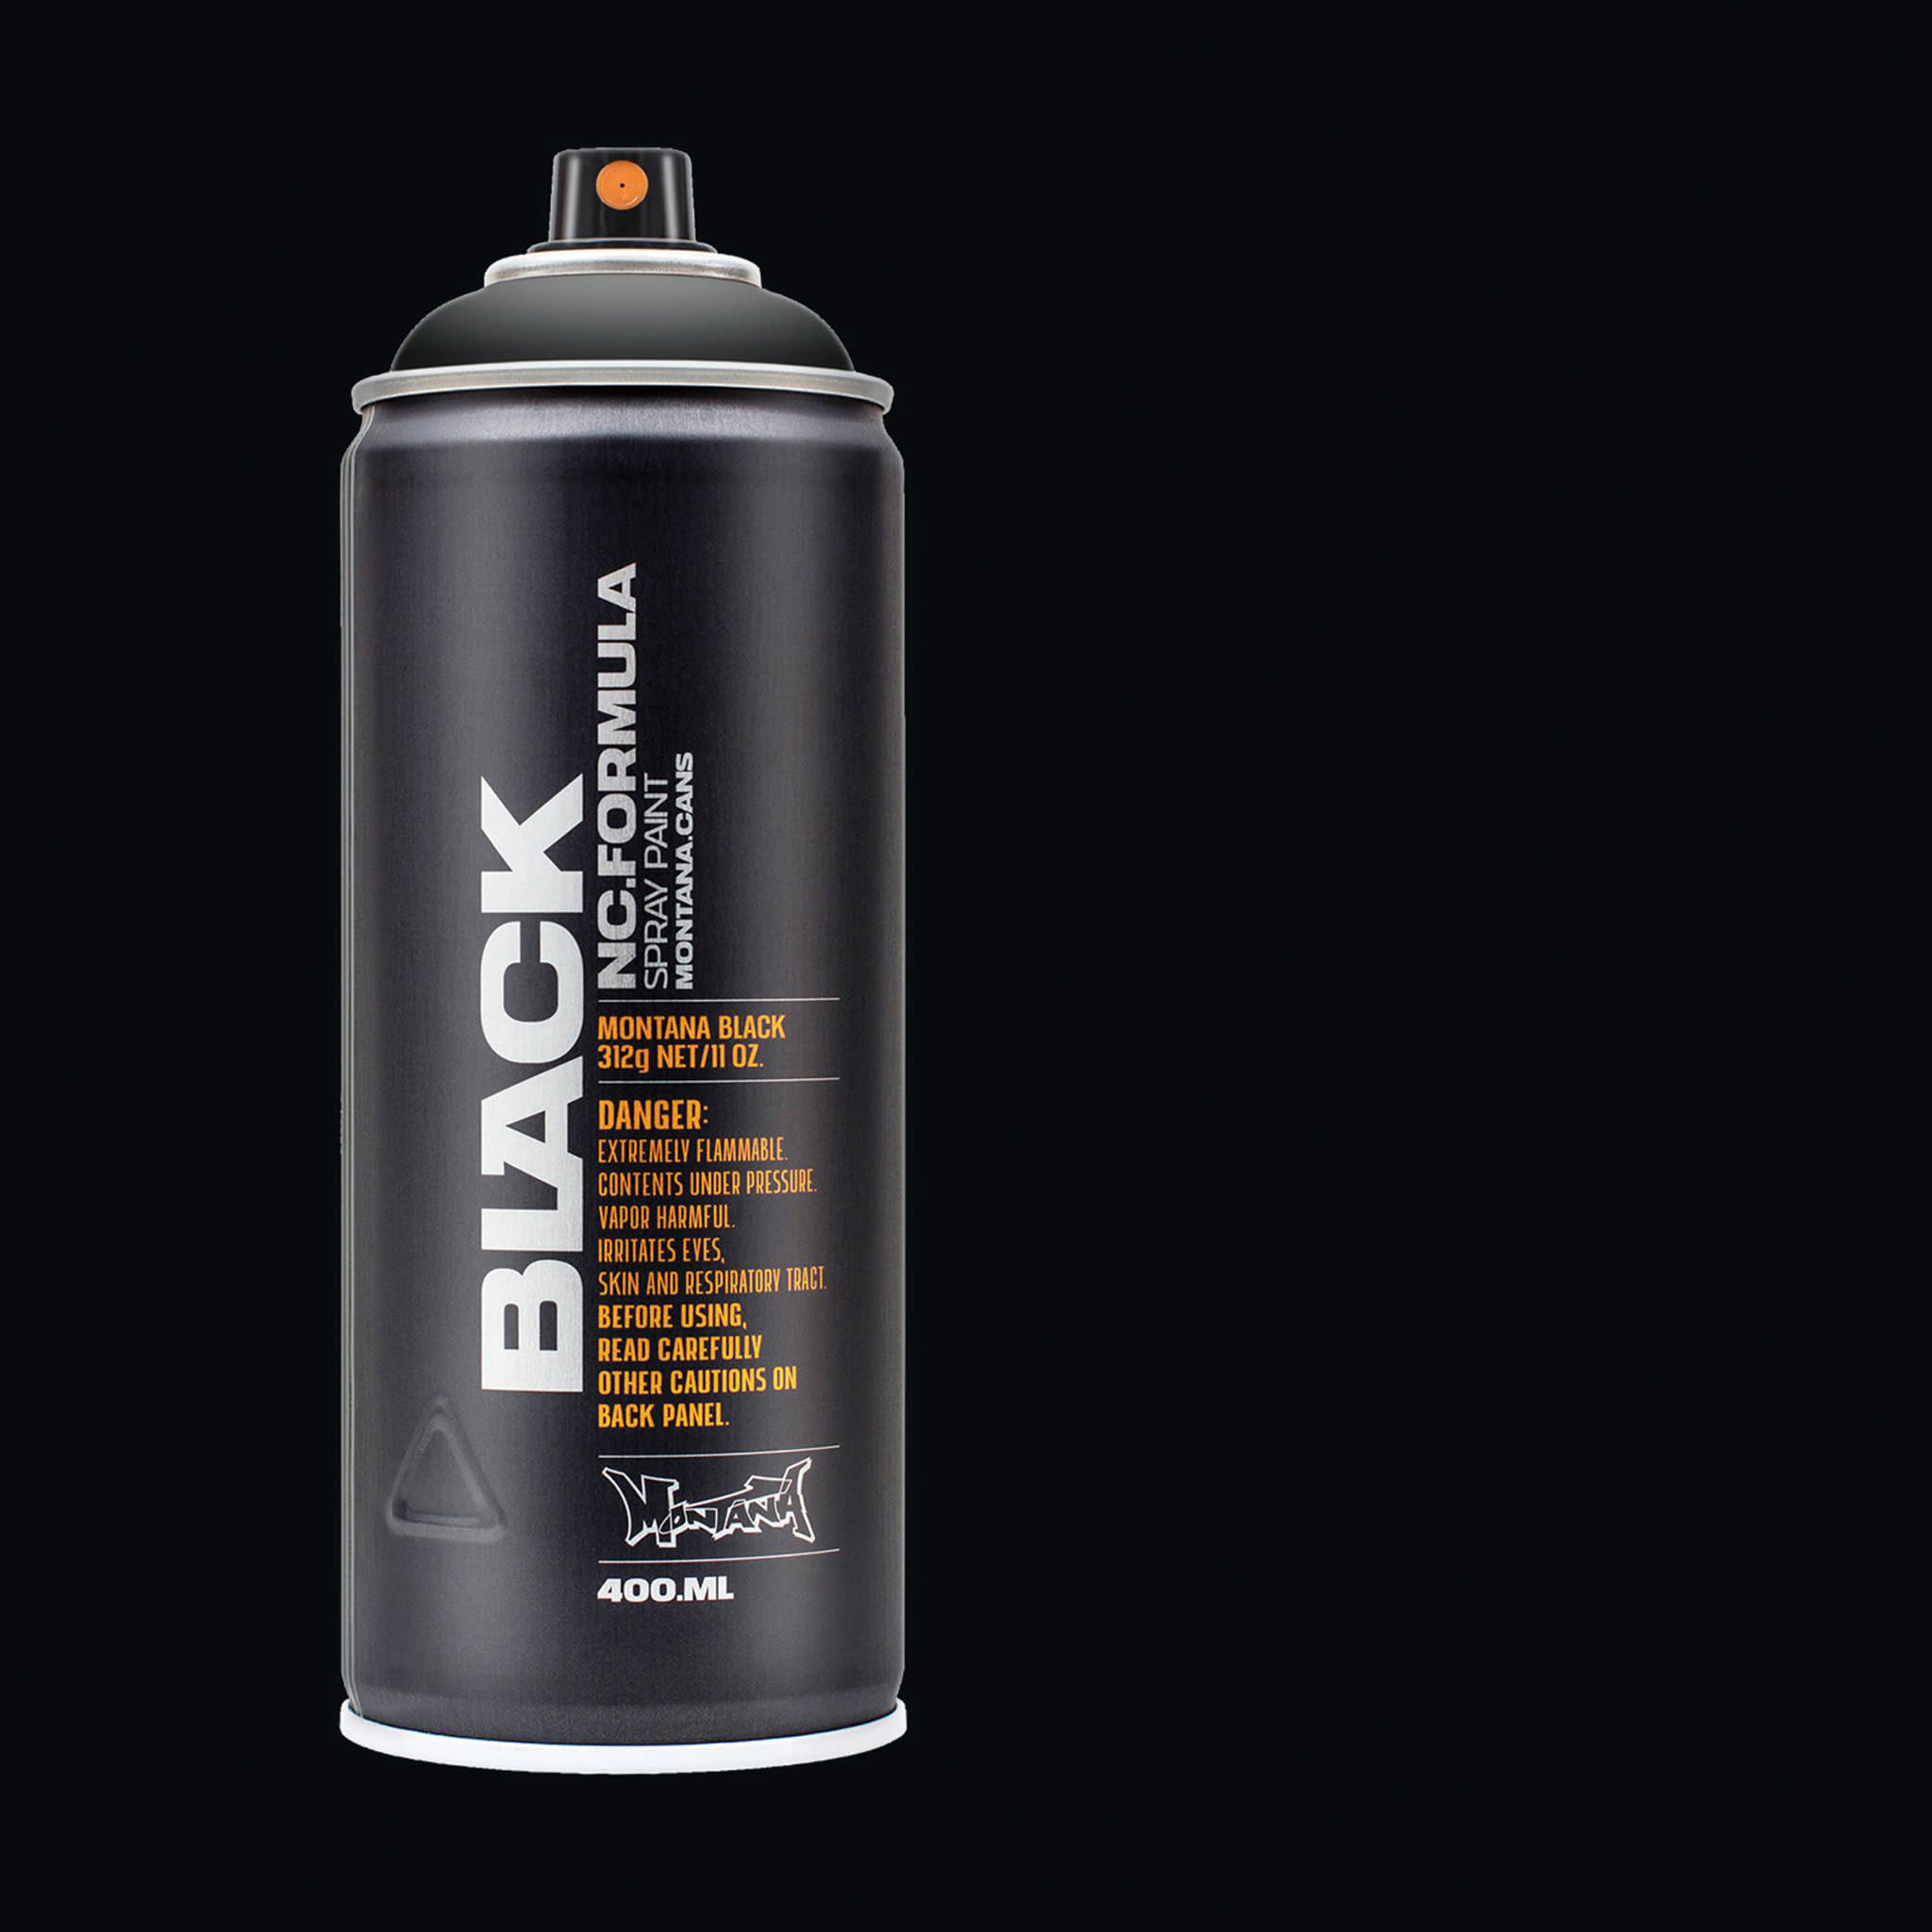 BLACK
NC.FORMULA
SPRAY PAINT
MONTANA.CANS
MONTANA BLACK
312g NET/11 OZ.
DANGER:
EXTREMELY FLAMMABLE.
CONTENTS UNDER PRESSURE.
VAPOR HARMFUL.
IRRITATES EYES,
SKIN AND RESPIRATORY TRACT.
BEFORE USING,
READ CAREFULLY
OTHER CAUTIONS ON
BACK PANEL.
MONTANA
400.ML